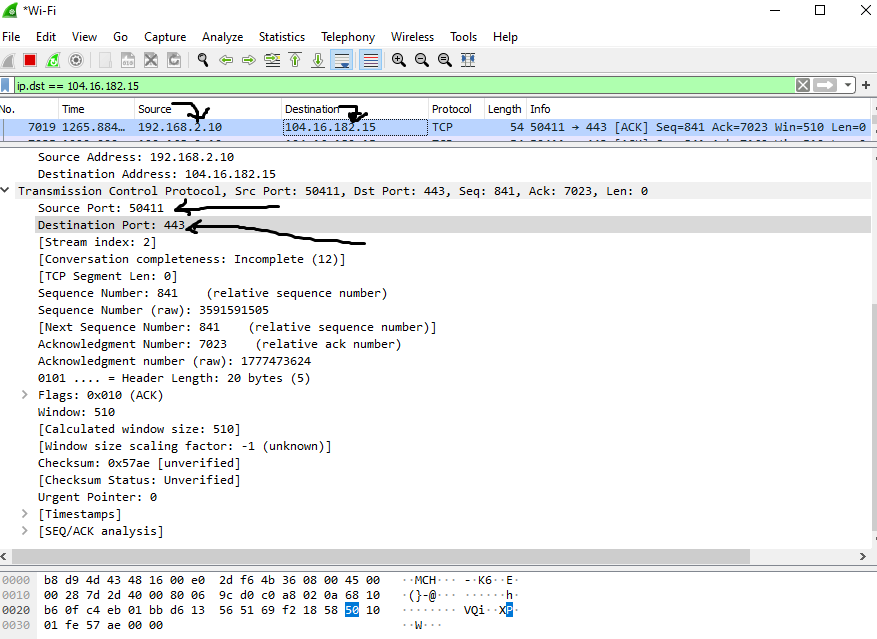 *Wi-Fi
File Edit View Go Capture Analyze Statistics Telephony Wireless Tools Help
ip.dst == 104.16.182.15
No. Time Source Destination Protocol Length Info
7019 1265.884… 192.168.2.10 104.16.182.15 TCP 54 50411 → 443 [ACK] Seq=841 Ack=7023 Win=510 Len=0
Source Address: 192.168.2.10
Destination Address: 104.16.182.15
Transmission Control Protocol, Src Port: 50411, Dst Port: 443, Seq: 841, Ack: 7023, Len: 0
Source Port: 50411
Destination Port: 443
[Stream index: 2]
[Conversation completeness: Incomplete (12)]
[TCP Segment Len: 0]
Sequence Number: 841 (relative sequence number)
Sequence Number (raw): 3591591505
[Next Sequence Number: 841 (relative sequence number)]
Acknowledgment Number: 7023 (relative ack number)
Acknowledgment number (raw): 1777473624
0101 .... = Header Length: 20 bytes (5)
Flags: 0x010 (ACK)
Window: 510
[Calculated window size: 510]
[Window size scaling factor: -1 (unknown)]
Checksum: 0x57ae [unverified]
[Checksum Status: Unverified]
Urgent Pointer: 0
[Timestamps]
[SEQ/ACK analysis]
0000 b8 d9 4d 43 48 16 00 e0 2d f6 4b 36 08 00 45 00 ··MCH··· -·K6··E·
0010 00 28 7d 2d 40 00 80 06 9c d0 c0 a8 02 0a 68 10 ·(}-@··· ······h·
0020 b6 0f c4 eb 01 bb d6 13 56 51 69 f2 18 58 50 10 ········ VQi··XP·
0030 01 fe 57 ae 00 00 ··W···